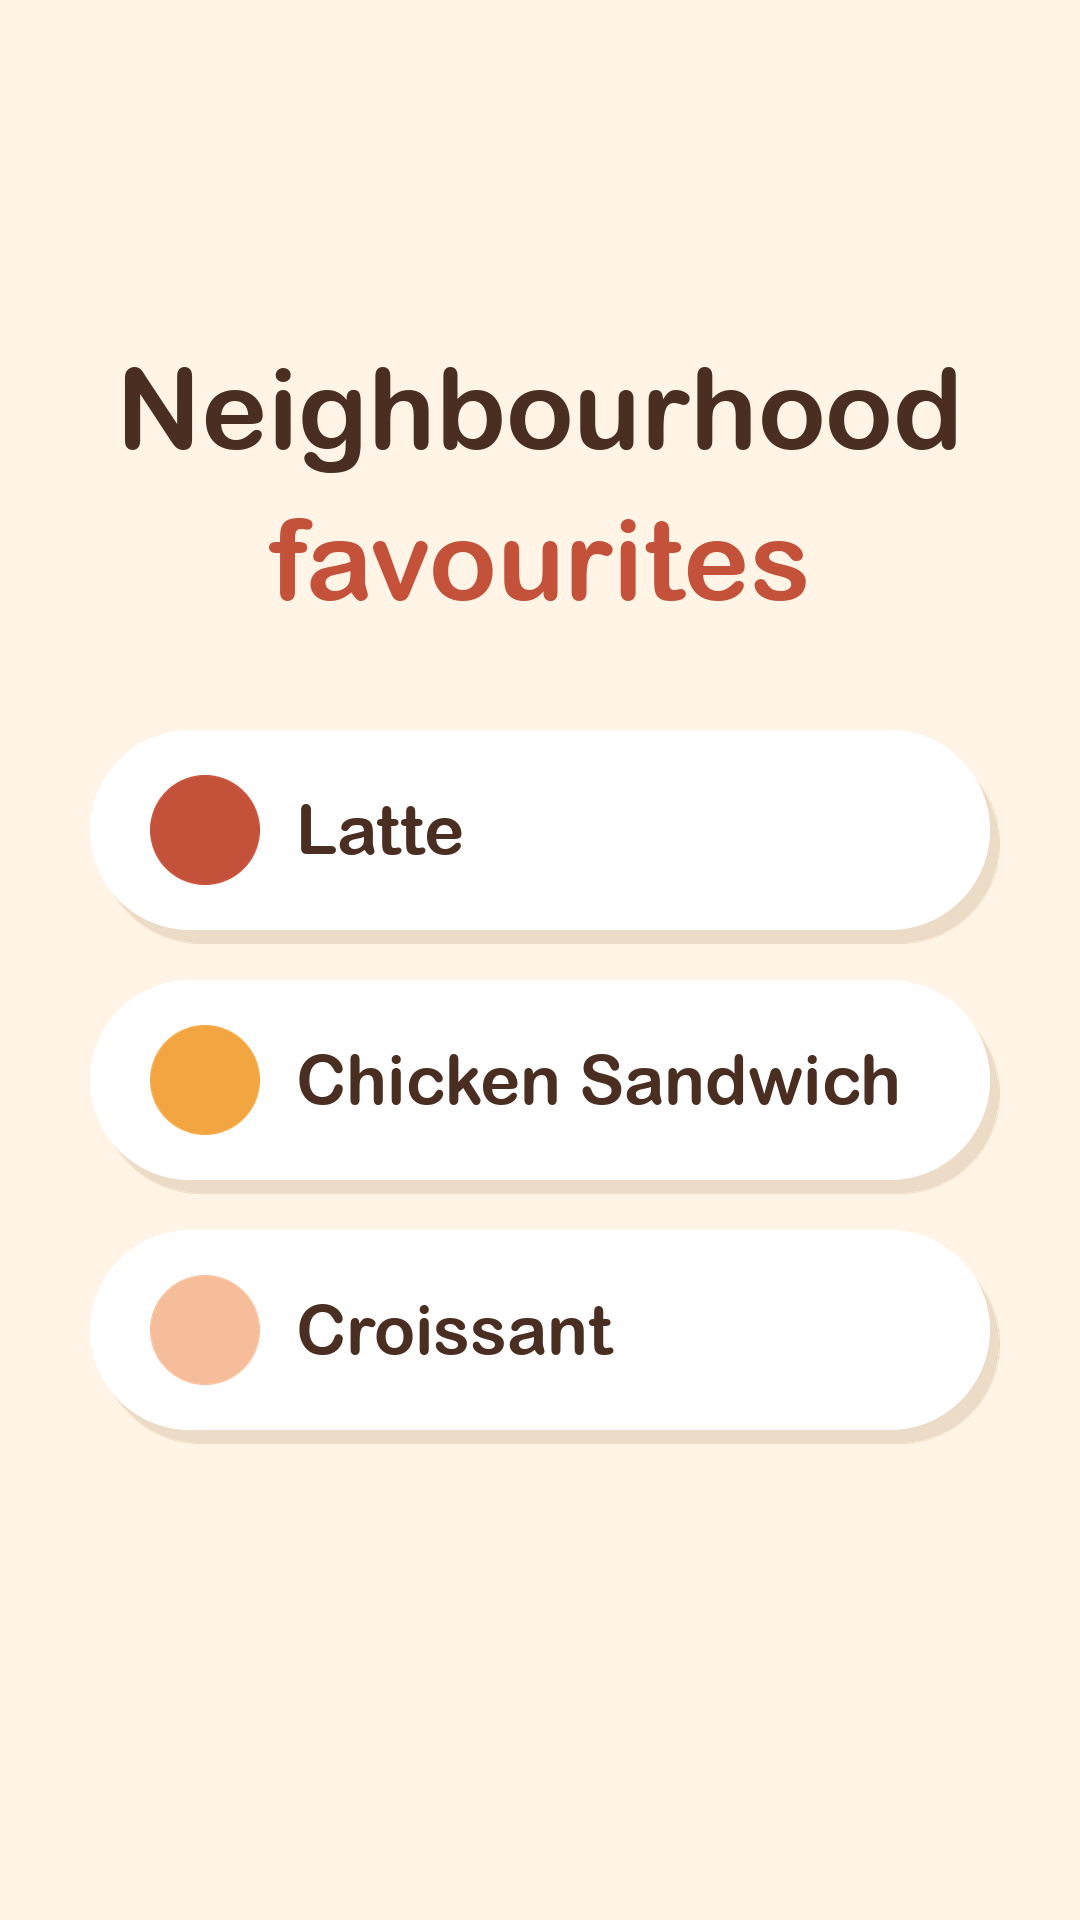 Neighbourhood
favourites
Latte
Chicken Sandwich
Croissant